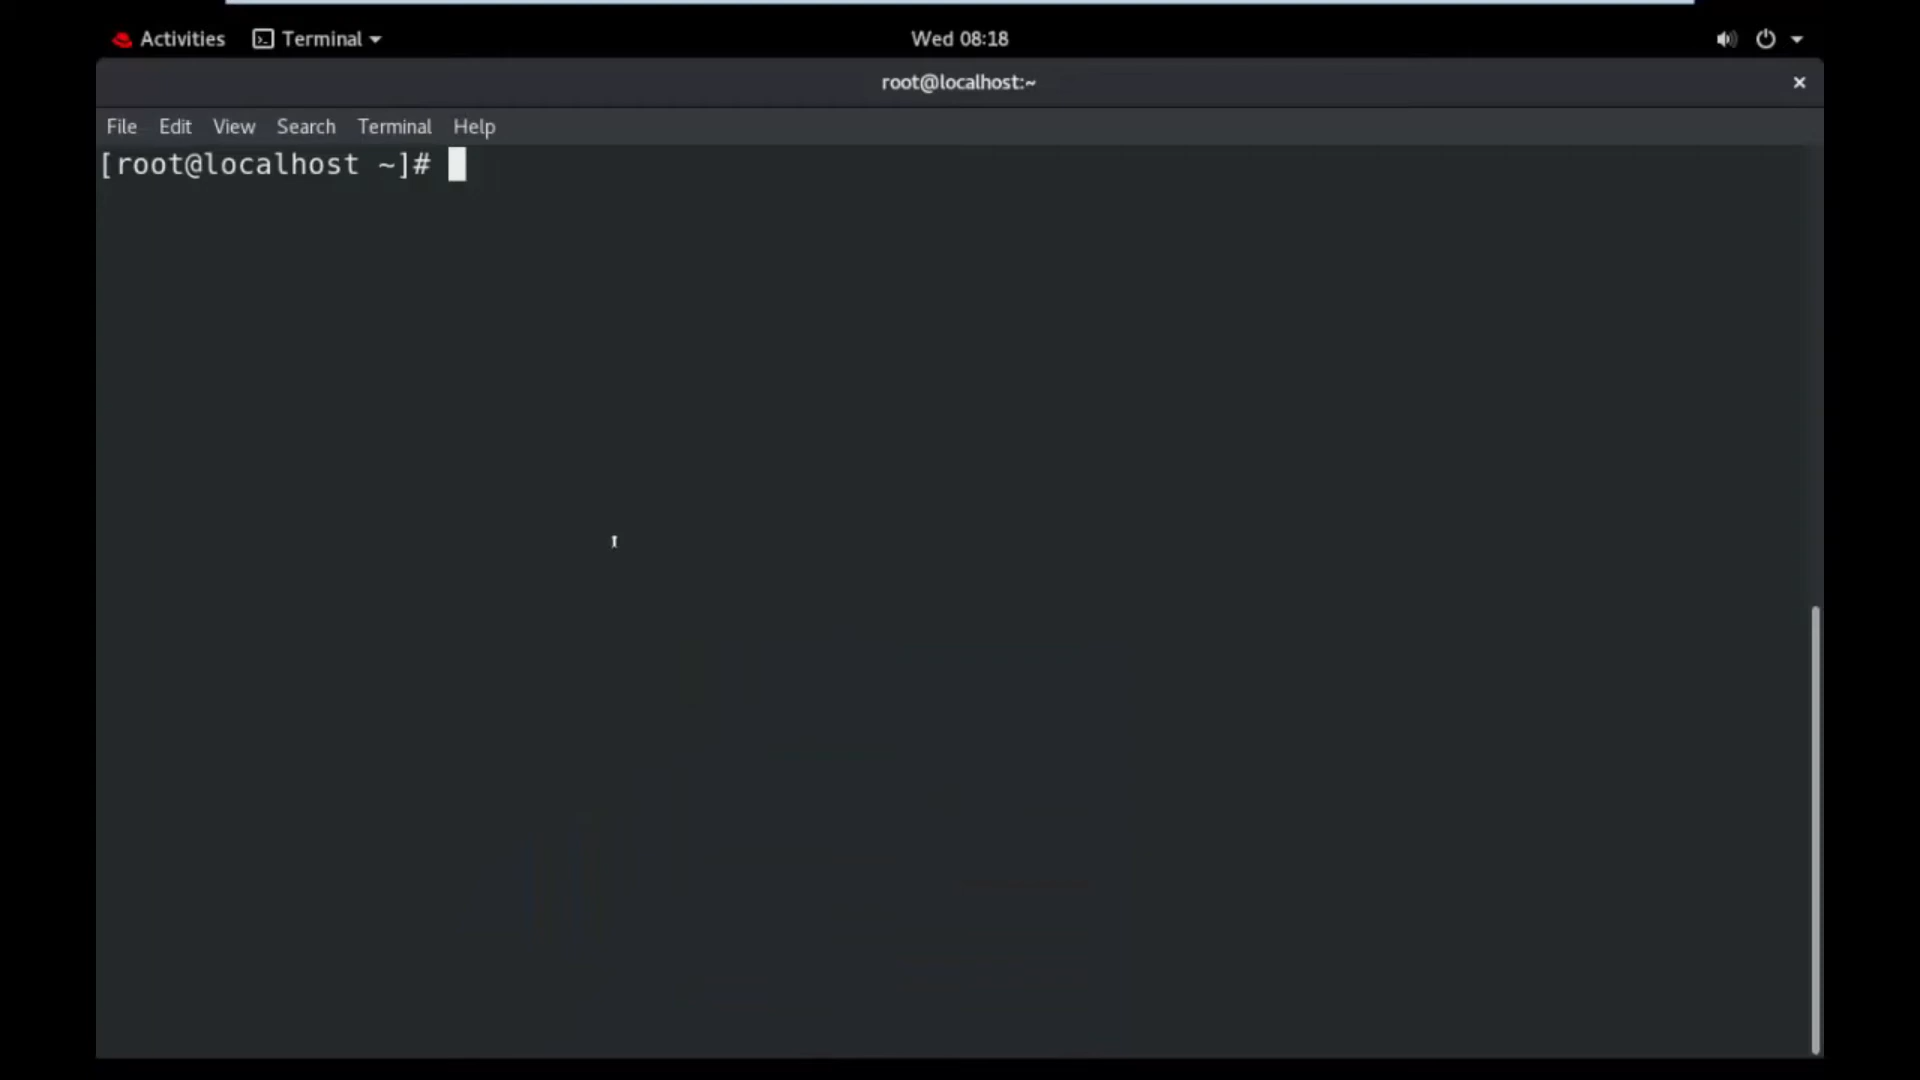 Activities Terminal Wed 08:18
root@localhost:~
File Edit View Search Terminal Help
[root@localhost ~]#